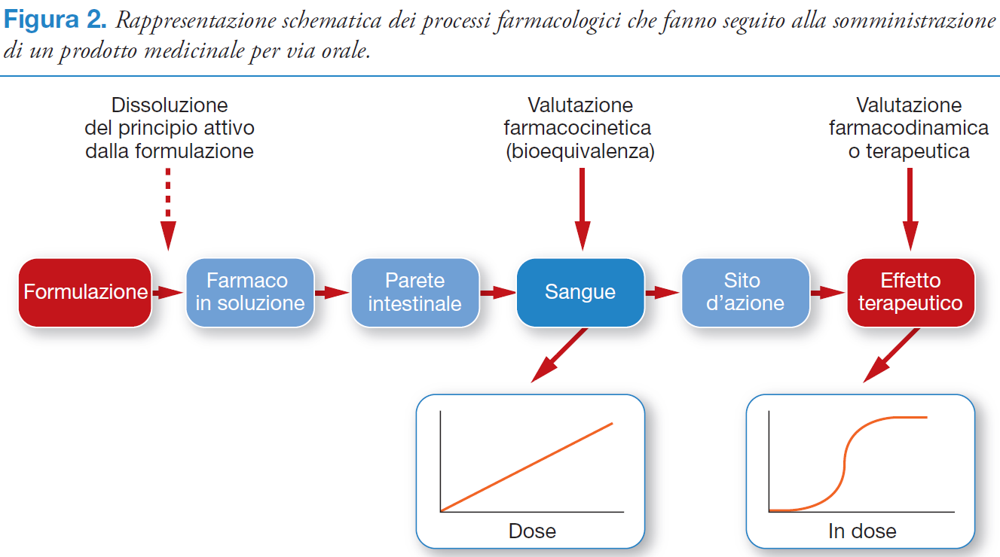 Figura 2. Rappresentazione schematica dei processi farmacologici che fanno seguito alla somministrazione
di un prodotto medicinale per via orale.
Dissoluzione
del principio attivo
dalla formulazione
Valutazione
farmacocinetica
(bioequivalenza)
Valutazione
farmacodinamica
o terapeutica
Formulazione
Farmaco
in soluzione
Parete
intestinale
Sangue
Sito
d'azione
Effetto
terapeutico
Dose
In dose